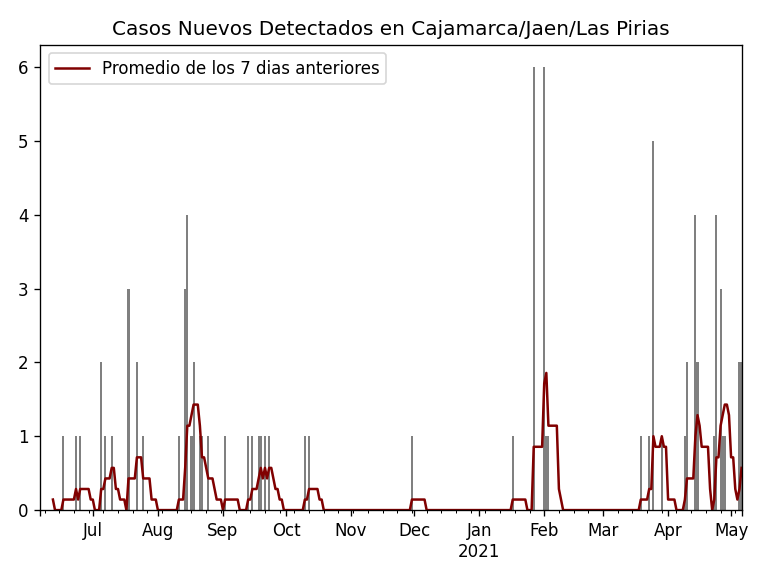 Casos Nuevos Detectados en Cajamarca/Jaen/Las Pirias
Promedio de los 7 dias anteriores
6
5
4
3
2
1
0
Jul Aug Sep Oct Nov Dec Jan Feb Mar Apr May
2021